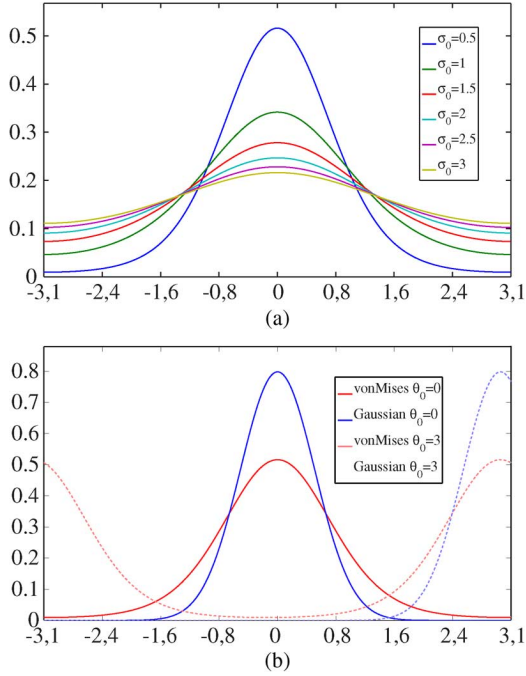 0.5
0.4
0.3
0.2
0.1
0
-3,1 -2,4 -1,6 -0,8 0 0,8 1,6 2,4 3,1
σ₀=0.5
σ₀=1
σ₀=1.5
σ₀=2
σ₀=2.5
σ₀=3
(a)
0.8
0.7
0.6
0.5
0.4
0.3
0.2
0.1
0
-3,1 -2,4 -1,6 -0,8 0 0,8 1,6 2,4 3,1
vonMises θ₀=0
Gaussian θ₀=0
vonMises θ₀=3
Gaussian θ₀=3
(b)